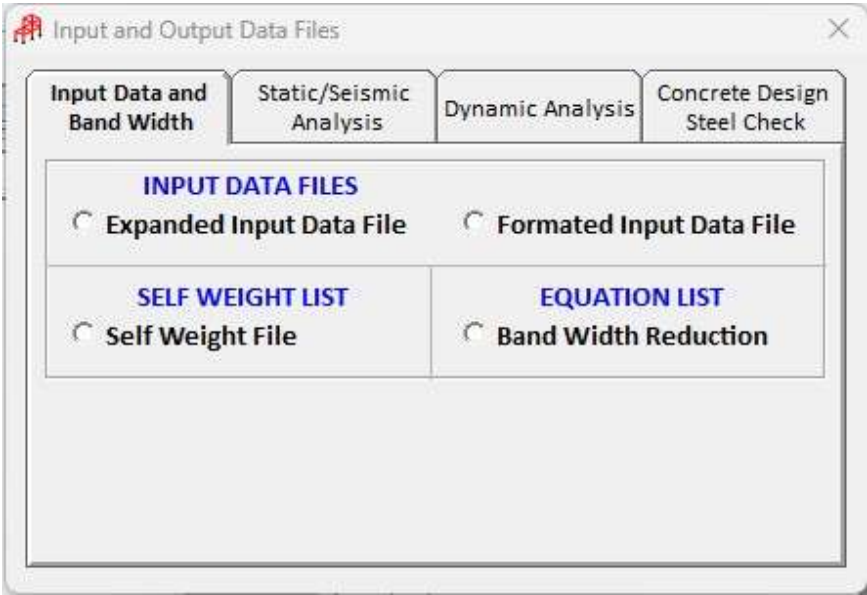 Input and Output Data Files
Input Data and
Band Width
Static/Seismic
Analysis
Dynamic Analysis
Concrete Design
Steel Check
INPUT DATA FILES
Expanded Input Data File
Formated Input Data File
SELF WEIGHT LIST
Self Weight File
EQUATION LIST
Band Width Reduction